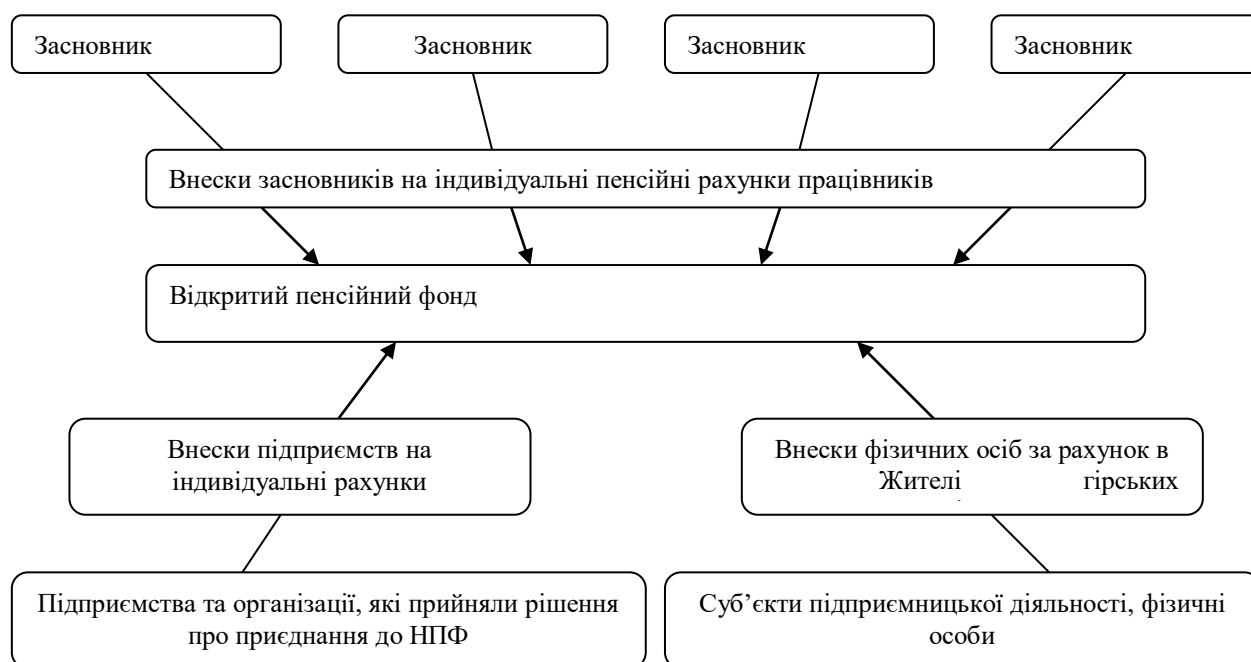 Засновник
Засновник
Засновник
Засновник
Внески засновників на індивідуальні пенсійні рахунки працівників
Відкритий пенсійний фонд
Внески підприємств на
індивідуальні рахунки
Внески фізичних осіб за рахунок в
Жителі гірських
Підприємства та організації, які прийняли рішення
про приєднання до НПФ
Суб’єкти підприємницької діяльності, фізичні
особи